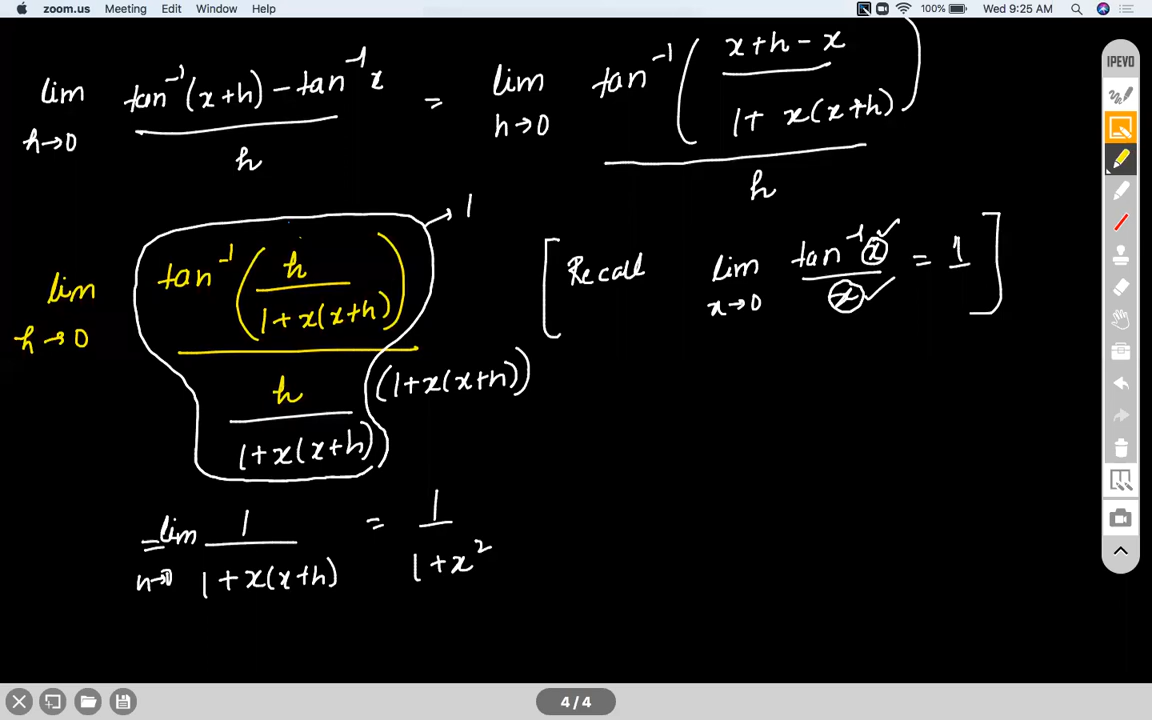 zoom.us Meeting Edit Window Help 100% Wed 9:25 AM
IPEVO
lim h→0 (tan⁻¹(x+h) − tan⁻¹x) / h = lim h→0 tan⁻¹( (x+h−x) / (1+ x(x+h)) ) / h
lim h→0 tan⁻¹( h / (1+x(x+h)) ) / ( h / (1+x(x+h)) ) (1+x(x+h)) → 1
[ Recall lim x→0 tan⁻¹x / x = 1 ]
= lim h→0 1 / (1+x(x+h)) = 1 / (1+x²)
4/4